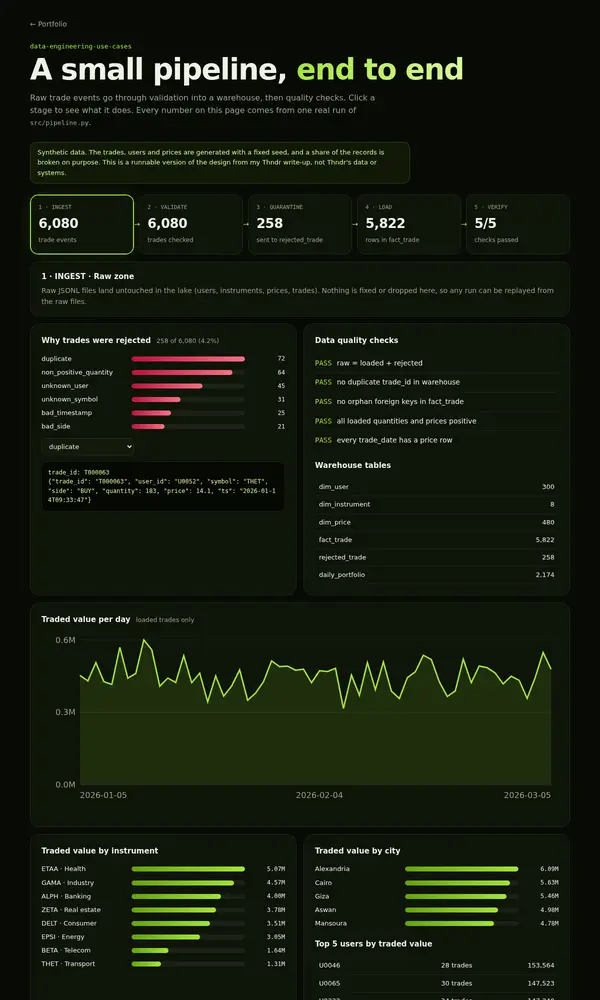 ← Portfolio
data-engineering-use-cases
A small pipeline, end to end
Raw trade events go through validation into a warehouse, then quality checks. Click a
stage to see what it does. Every number on this page comes from one real run of
src/pipeline.py.
Synthetic data. The trades, users and prices are generated with a fixed seed, and a share of the records is
broken on purpose. This is a runnable version of the design from my Thndr write-up, not Thndr's data or
systems.
1 · INGEST
6,080
trade events
→
2 · VALIDATE
6,080
trades checked
→
3 · QUARANTINE
258
sent to rejected_trade
→
4 · LOAD
5,822
rows in fact_trade
→
5 · VERIFY
5/5
checks passed
1 · INGEST · Raw zone
Raw JSONL files land untouched in the lake (users, instruments, prices, trades). Nothing is fixed or dropped here, so any run can be replayed from
the raw files.
Why trades were rejected 258 of 6,080 (4.2%)
duplicate 72
non_positive_quantity 64
unknown_user 45
unknown_symbol 31
bad_timestamp 25
bad_side 21
duplicate
trade_id: T000063
{"trade_id": "T000063", "user_id": "U0052", "symbol": "THET",
"side": "BUY", "quantity": 183, "price": 14.1, "ts": "2026-01-1
4T09:33:47"}
Data quality checks
PASS raw = loaded + rejected
PASS no duplicate trade_id in warehouse
PASS no orphan foreign keys in fact_trade
PASS all loaded quantities and prices positive
PASS every trade_date has a price row
Warehouse tables
dim_user 300
dim_instrument 8
dim_price 480
fact_trade 5,822
rejected_trade 258
daily_portfolio 2,174
Traded value per day loaded trades only
0.6M
0.3M
0.0M
2026-01-05 2026-02-04 2026-03-05
Traded value by instrument
ETAA · Health 5.07M
GAMA · Industry 4.57M
ALPH · Banking 4.00M
ZETA · Real estate 3.78M
DELT · Consumer 3.51M
EPSI · Energy 3.05M
BETA · Telecom 1.64M
THET · Transport 1.31M
Traded value by city
Alexandria 6.09M
Cairo 5.63M
Giza 5.46M
Aswan 4.98M
Mansoura 4.78M
Top 5 users by traded value
U0046 28 trades 153,564
U0065 30 trades 147,523